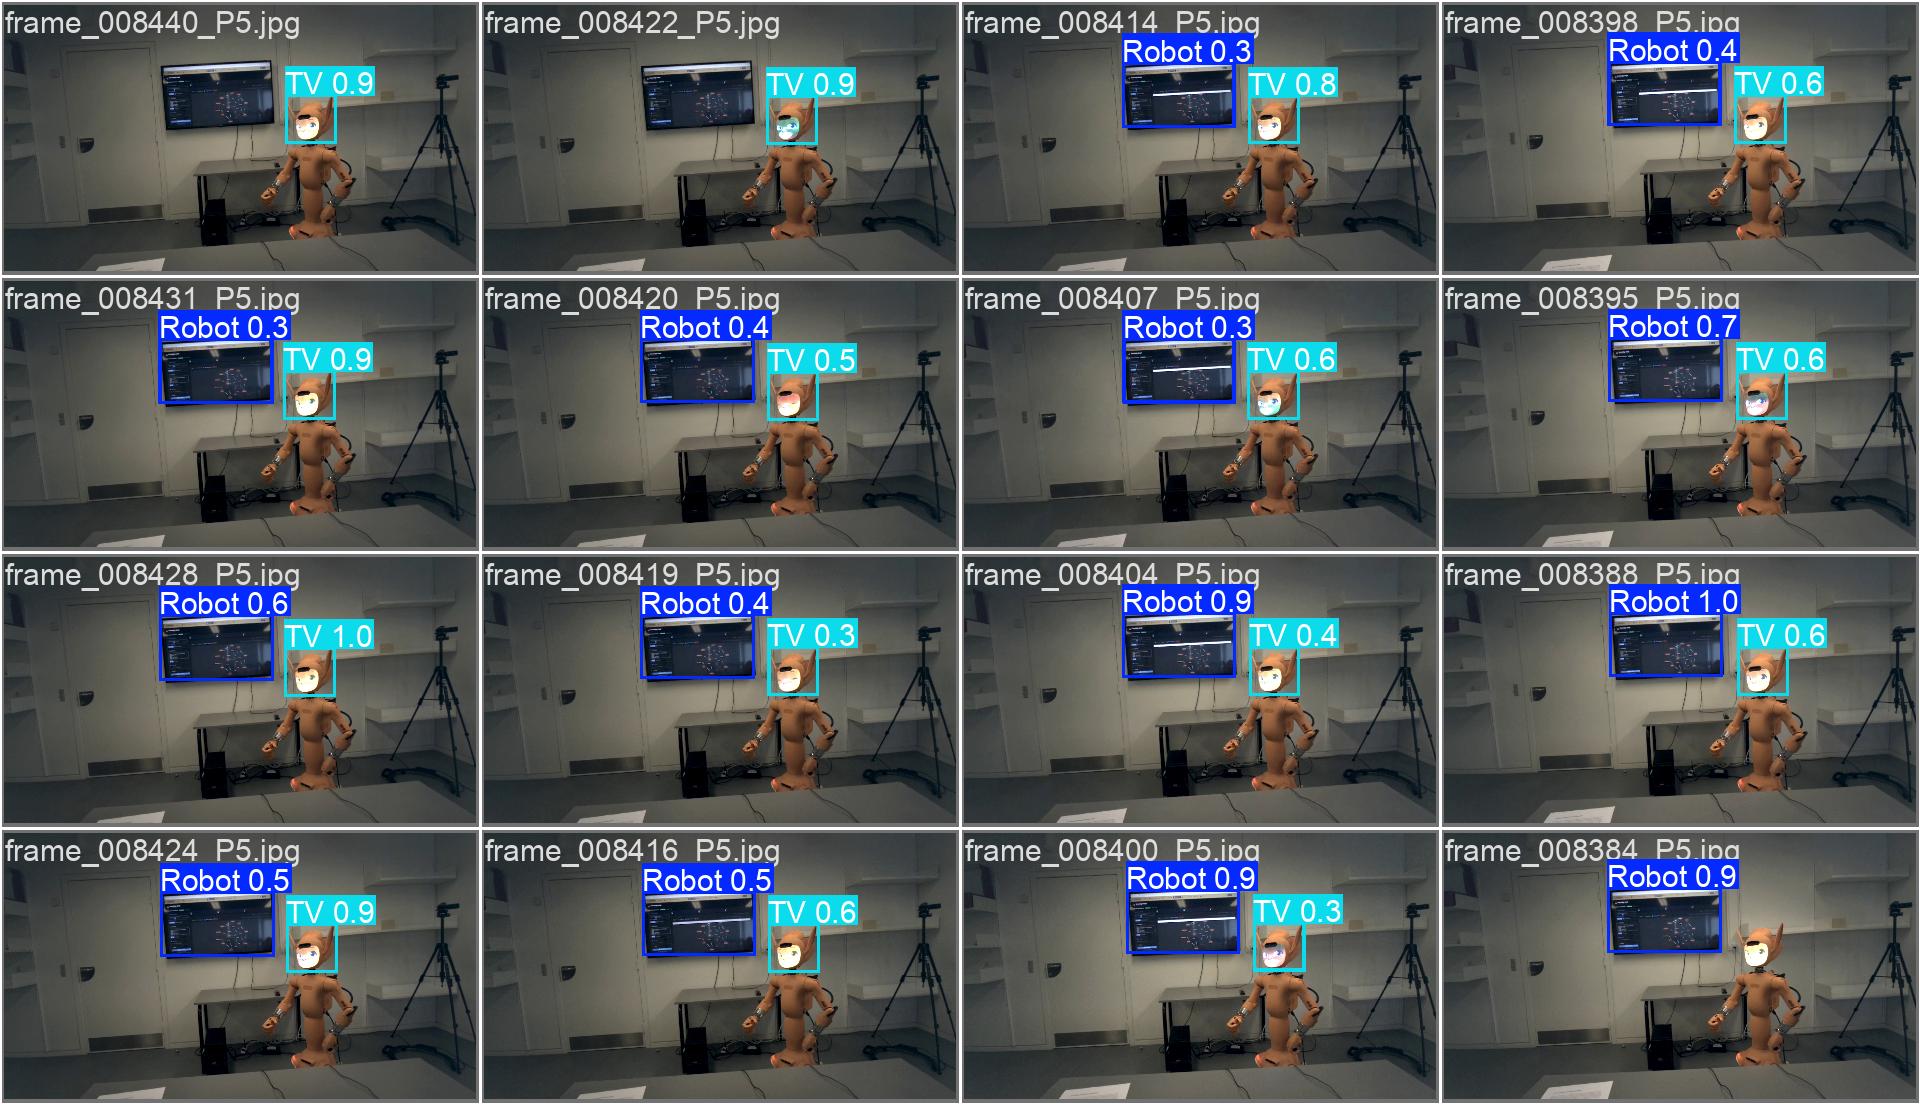 frame_008440_P5.jpg
TV 0.9
frame_008422_P5.jpg
TV 0.9
frame_008414_P5.jpg
Robot 0.3
TV 0.8
frame_008398_P5.jpg
Robot 0.4
TV 0.6
frame_008431_P5.jpg
Robot 0.3
TV 0.9
frame_008420_P5.jpg
Robot 0.4
TV 0.5
frame_008407_P5.jpg
Robot 0.3
TV 0.6
frame_008395_P5.jpg
Robot 0.7
TV 0.6
frame_008428_P5.jpg
Robot 0.6
TV 1.0
frame_008419_P5.jpg
Robot 0.4
TV 0.3
frame_008404_P5.jpg
Robot 0.9
TV 0.4
frame_008388_P5.jpg
Robot 1.0
TV 0.6
frame_008424_P5.jpg
Robot 0.5
TV 0.9
frame_008416_P5.jpg
Robot 0.5
TV 0.6
frame_008400_P5.jpg
Robot 0.9
TV 0.3
frame_008384_P5.jpg
Robot 0.9